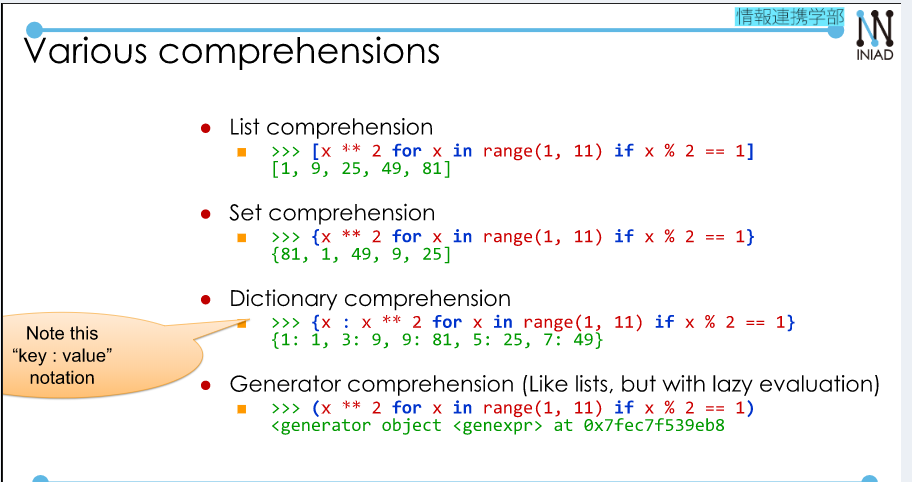 情報連携学部
INIAD
Various comprehensions
● List comprehension
■ >>> [x ** 2 for x in range(1, 11) if x % 2 == 1]
[1, 9, 25, 49, 81]
● Set comprehension
■ >>> {x ** 2 for x in range(1, 11) if x % 2 == 1}
{81, 1, 49, 9, 25]
● Dictionary comprehension
■ >>> {x : x ** 2 for x in range(1, 11) if x % 2 == 1}
{1: 1, 3: 9, 9: 81, 5: 25, 7: 49}
Note this
“key : value”
notation
● Generator comprehension (Like lists, but with lazy evaluation)
■ >>> (x ** 2 for x in range(1, 11) if x % 2 == 1)
<generator object <genexpr> at 0x7fec7f539eb8